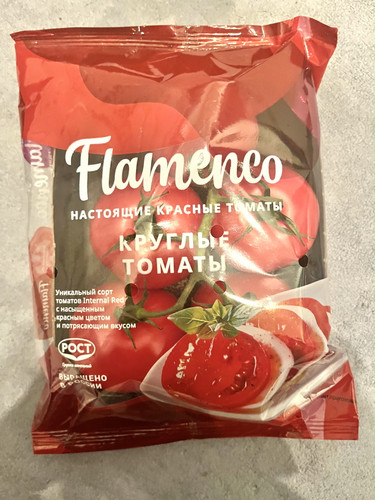 Flamenco
НАСТОЯЩИЕ КРАСНЫЕ ТОМАТЫ
КРУГЛЫЕ
ТОМАТЫ
Уникальный сорт
томатов Internal Red
с насыщенным
красным цветом
и потрясающим вкусом
РОСТ
ВЫРАЩЕНО
В РОССИИ